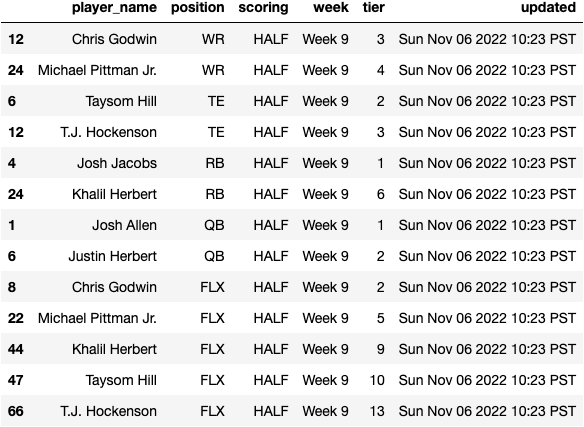 player_name position scoring week tier updated
12 Chris Godwin WR HALF Week 9 3 Sun Nov 06 2022 10:23 PST
24 Michael Pittman Jr. WR HALF Week 9 4 Sun Nov 06 2022 10:23 PST
6 Taysom Hill TE HALF Week 9 2 Sun Nov 06 2022 10:23 PST
12 T.J. Hockenson TE HALF Week 9 3 Sun Nov 06 2022 10:23 PST
4 Josh Jacobs RB HALF Week 9 1 Sun Nov 06 2022 10:23 PST
24 Khalil Herbert RB HALF Week 9 6 Sun Nov 06 2022 10:23 PST
1 Josh Allen QB HALF Week 9 1 Sun Nov 06 2022 10:23 PST
6 Justin Herbert QB HALF Week 9 2 Sun Nov 06 2022 10:23 PST
8 Chris Godwin FLX HALF Week 9 2 Sun Nov 06 2022 10:23 PST
22 Michael Pittman Jr. FLX HALF Week 9 5 Sun Nov 06 2022 10:23 PST
44 Khalil Herbert FLX HALF Week 9 9 Sun Nov 06 2022 10:23 PST
47 Taysom Hill FLX HALF Week 9 10 Sun Nov 06 2022 10:23 PST
66 T.J. Hockenson FLX HALF Week 9 13 Sun Nov 06 2022 10:23 PST